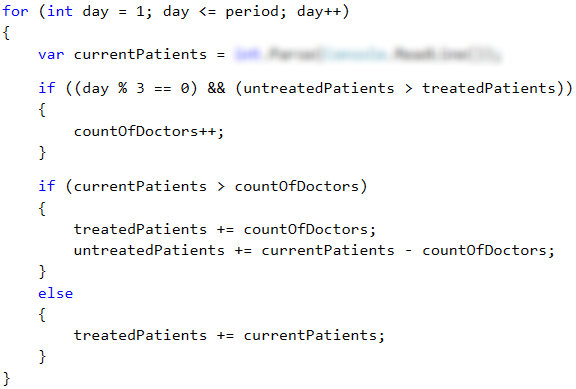 for (int day = 1; day <= period; day++)
{
var currentPatients =
if ((day % 3 == 0) && (untreatedPatients > treatedPatients))
{
countOfDoctors++;
}
if (currentPatients > countOfDoctors)
{
treatedPatients += countOfDoctors;
untreatedPatients += currentPatients - countOfDoctors;
}
else
{
treatedPatients += currentPatients;
}
}